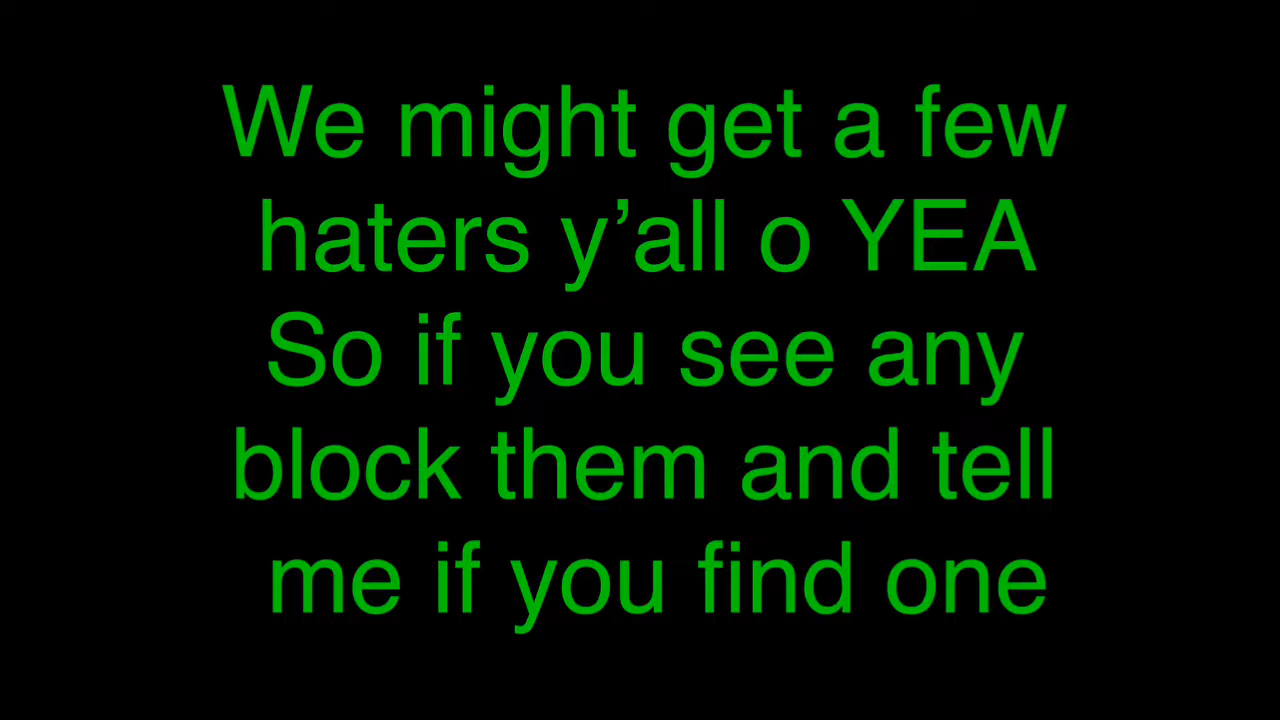 We might get a few
haters y’all o YEA
So if you see any
block them and tell
me if you find one